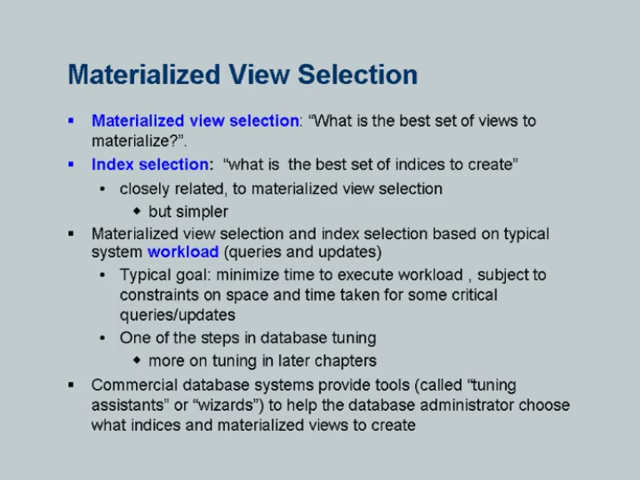 Materialized View Selection
▪ Materialized view selection: “What is the best set of views to
materialize?”.
▪ Index selection: “what is the best set of indices to create”
• closely related, to materialized view selection
◆ but simpler
▪ Materialized view selection and index selection based on typical
system workload (queries and updates)
• Typical goal: minimize time to execute workload , subject to
constraints on space and time taken for some critical
queries/updates
• One of the steps in database tuning
◆ more on tuning in later chapters
▪ Commercial database systems provide tools (called “tuning
assistants” or “wizards”) to help the database administrator choose
what indices and materialized views to create